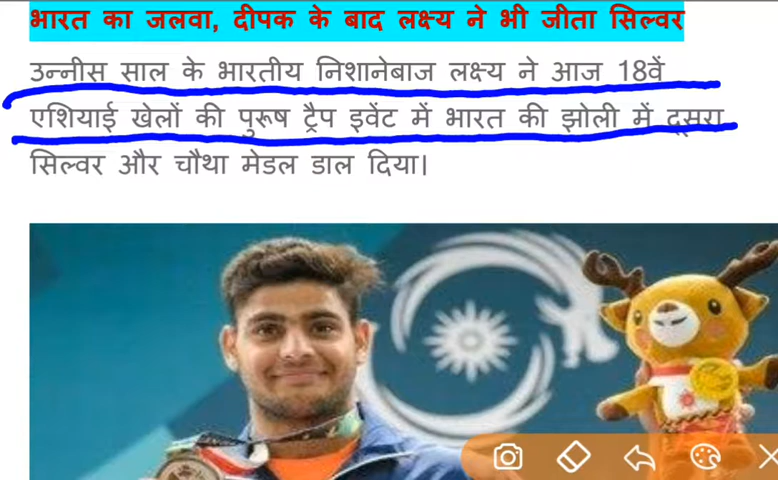 भारत का जलवा, दीपक के बाद लक्ष्य ने भी जीता सिल्वर
उन्नीस साल के भारतीय निशानेबाज लक्ष्य ने आज 18वें
एशियाई खेलों की पुरूष ट्रैप इवेंट में भारत की झोली में दूसरा
सिल्वर और चौथा मेडल डाल दिया।